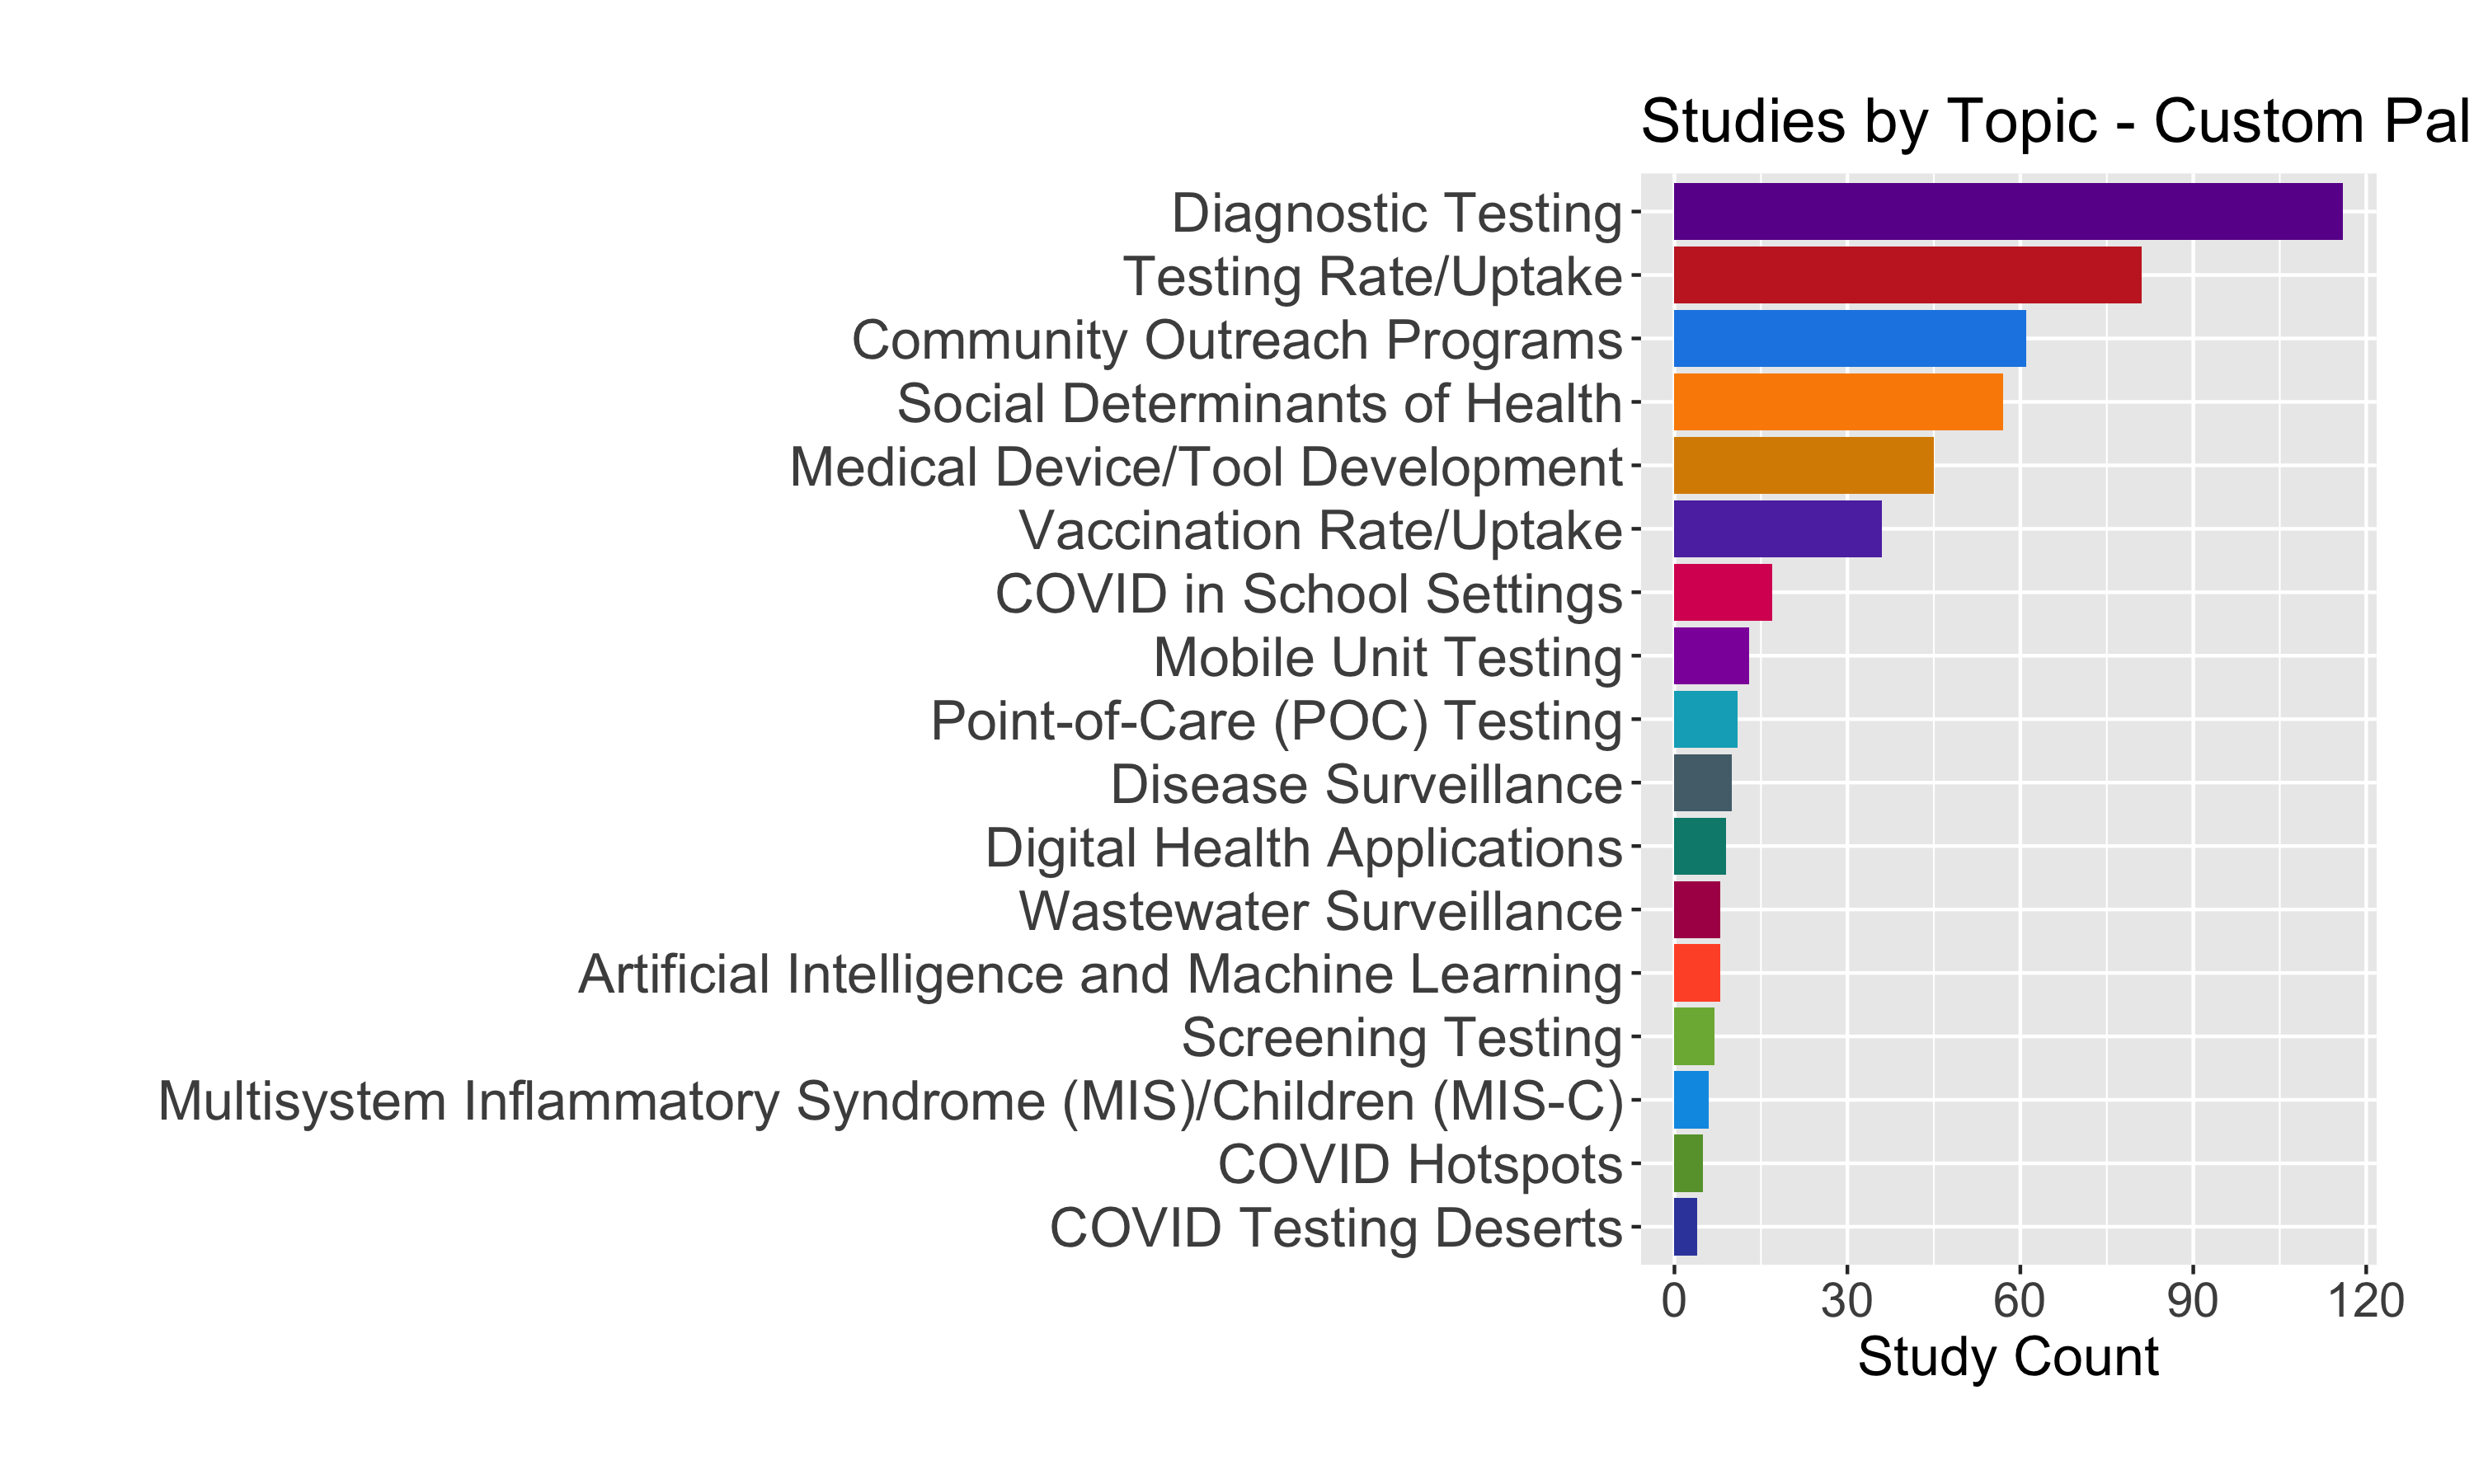 Studies by Topic - Custom Pal
Diagnostic Testing
Testing Rate/Uptake
Community Outreach Programs
Social Determinants of Health
Medical Device/Tool Development
Vaccination Rate/Uptake
COVID in School Settings
Mobile Unit Testing
Point-of-Care (POC) Testing
Disease Surveillance
Digital Health Applications
Wastewater Surveillance
Artificial Intelligence and Machine Learning
Screening Testing
Multisystem Inflammatory Syndrome (MIS)/Children (MIS-C)
COVID Hotspots
COVID Testing Deserts
0 30 60 90 120
Study Count